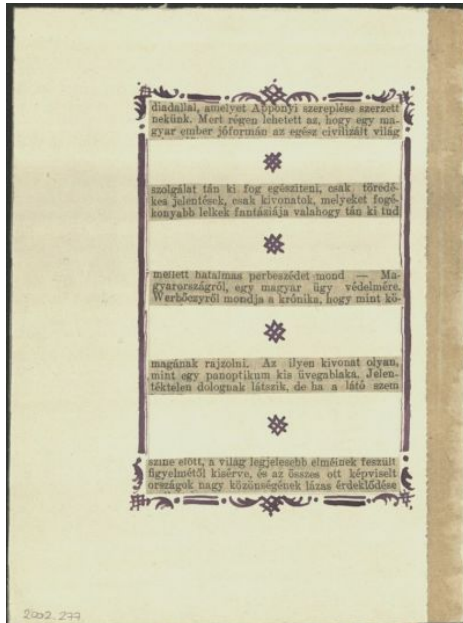 diadallal, amelyet Apponyi szereplése szerzett
nekünk. Mert régen lehetett az, hogy egy ma-
gyar ember jóformán az egész civilizált világ
szolgálat tán ki fog egésziteni, csak töredé-
kes jelentések, csak kivonatok, melyeket fogé-
konyabb lelkek fantáziája valahogy tán ki tud
mellett hatalmas perbeszédet mond — Ma-
gyarországról, egy magyar ügy védelmére.
Werbőczyről mondja a krónika, hogy mint kö-
magának rajzolni. Az ilyen kivonat olyan,
mint egy panoptikum kis üvegablaka. Jelen-
téktelen dolognak látszik, de ha a látó szem
szine előtt, a világ legjelesebb elméinek feszült
figyelmétől kisérve, és az összes ott képviselt
országok nagy közönségének lázas érdeklődése
2002.277